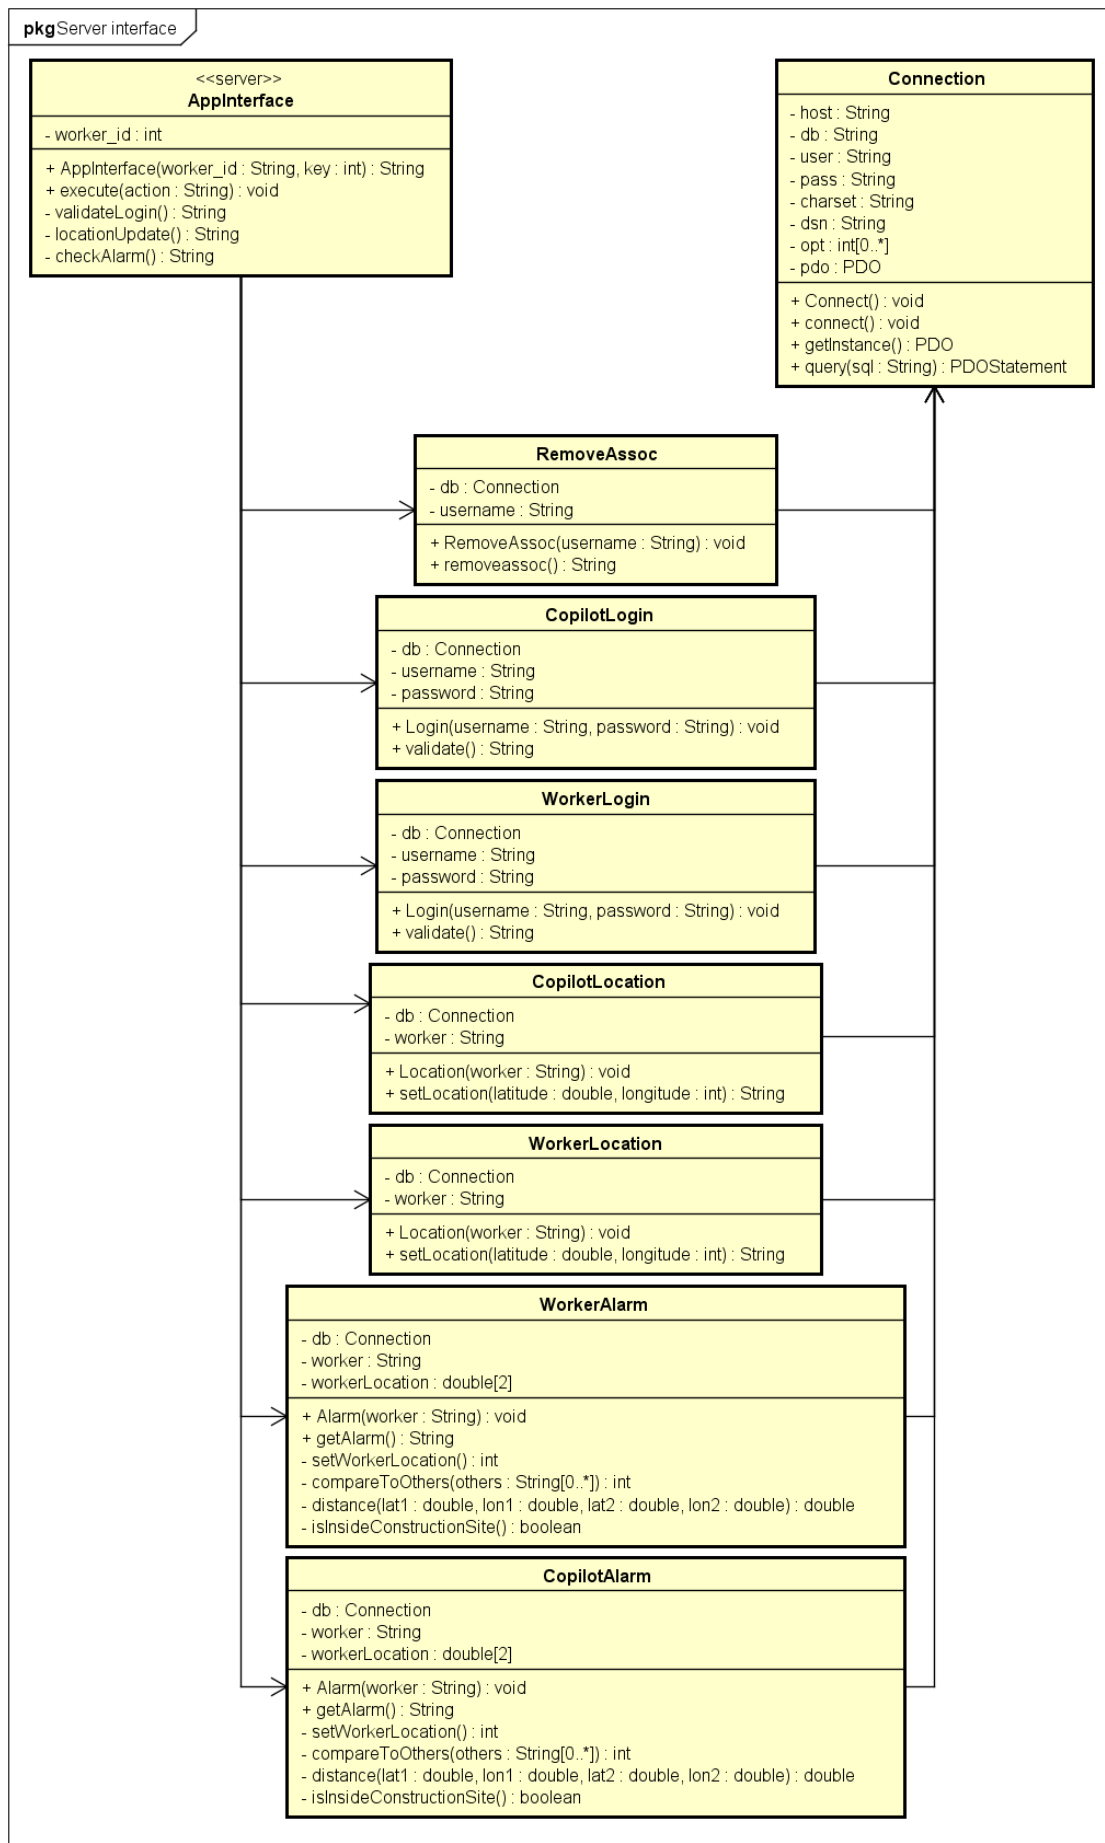 pkg Server interface
<<server>>
AppInterface
- worker_id : int
+ AppInterface(worker_id : String, key : int) : String
+ execute(action : String) : void
- validateLogin() : String
- locationUpdate() : String
- checkAlarm() : String
Connection
- host : String
- db : String
- user : String
- pass : String
- charset : String
- dsn : String
- opt : int[0..*]
- pdo : PDO
+ Connect() : void
+ connect() : void
+ getInstance() : PDO
+ query(sql : String) : PDOStatement
RemoveAssoc
- db : Connection
- username : String
+ RemoveAssoc(username : String) : void
+ removeassoc() : String
CopilotLogin
- db : Connection
- username : String
- password : String
+ Login(username : String, password : String) : void
+ validate() : String
WorkerLogin
- db : Connection
- username : String
- password : String
+ Login(username : String, password : String) : void
+ validate() : String
CopilotLocation
- db : Connection
- worker : String
+ Location(worker : String) : void
+ setLocation(latitude : double, longitude : int) : String
WorkerLocation
- db : Connection
- worker : String
+ Location(worker : String) : void
+ setLocation(latitude : double, longitude : int) : String
WorkerAlarm
- db : Connection
- worker : String
- workerLocation : double[2]
+ Alarm(worker : String) : void
+ getAlarm() : String
- setWorkerLocation() : int
- compareToOthers(others : String[0..*]) : int
- distance(lat1 : double, lon1 : double, lat2 : double, lon2 : double) : double
- isInsideConstructionSite() : boolean
CopilotAlarm
- db : Connection
- worker : String
- workerLocation : double[2]
+ Alarm(worker : String) : void
+ getAlarm() : String
- setWorkerLocation() : int
- compareToOthers(others : String[0..*]) : int
- distance(lat1 : double, lon1 : double, lat2 : double, lon2 : double) : double
- isInsideConstructionSite() : boolean